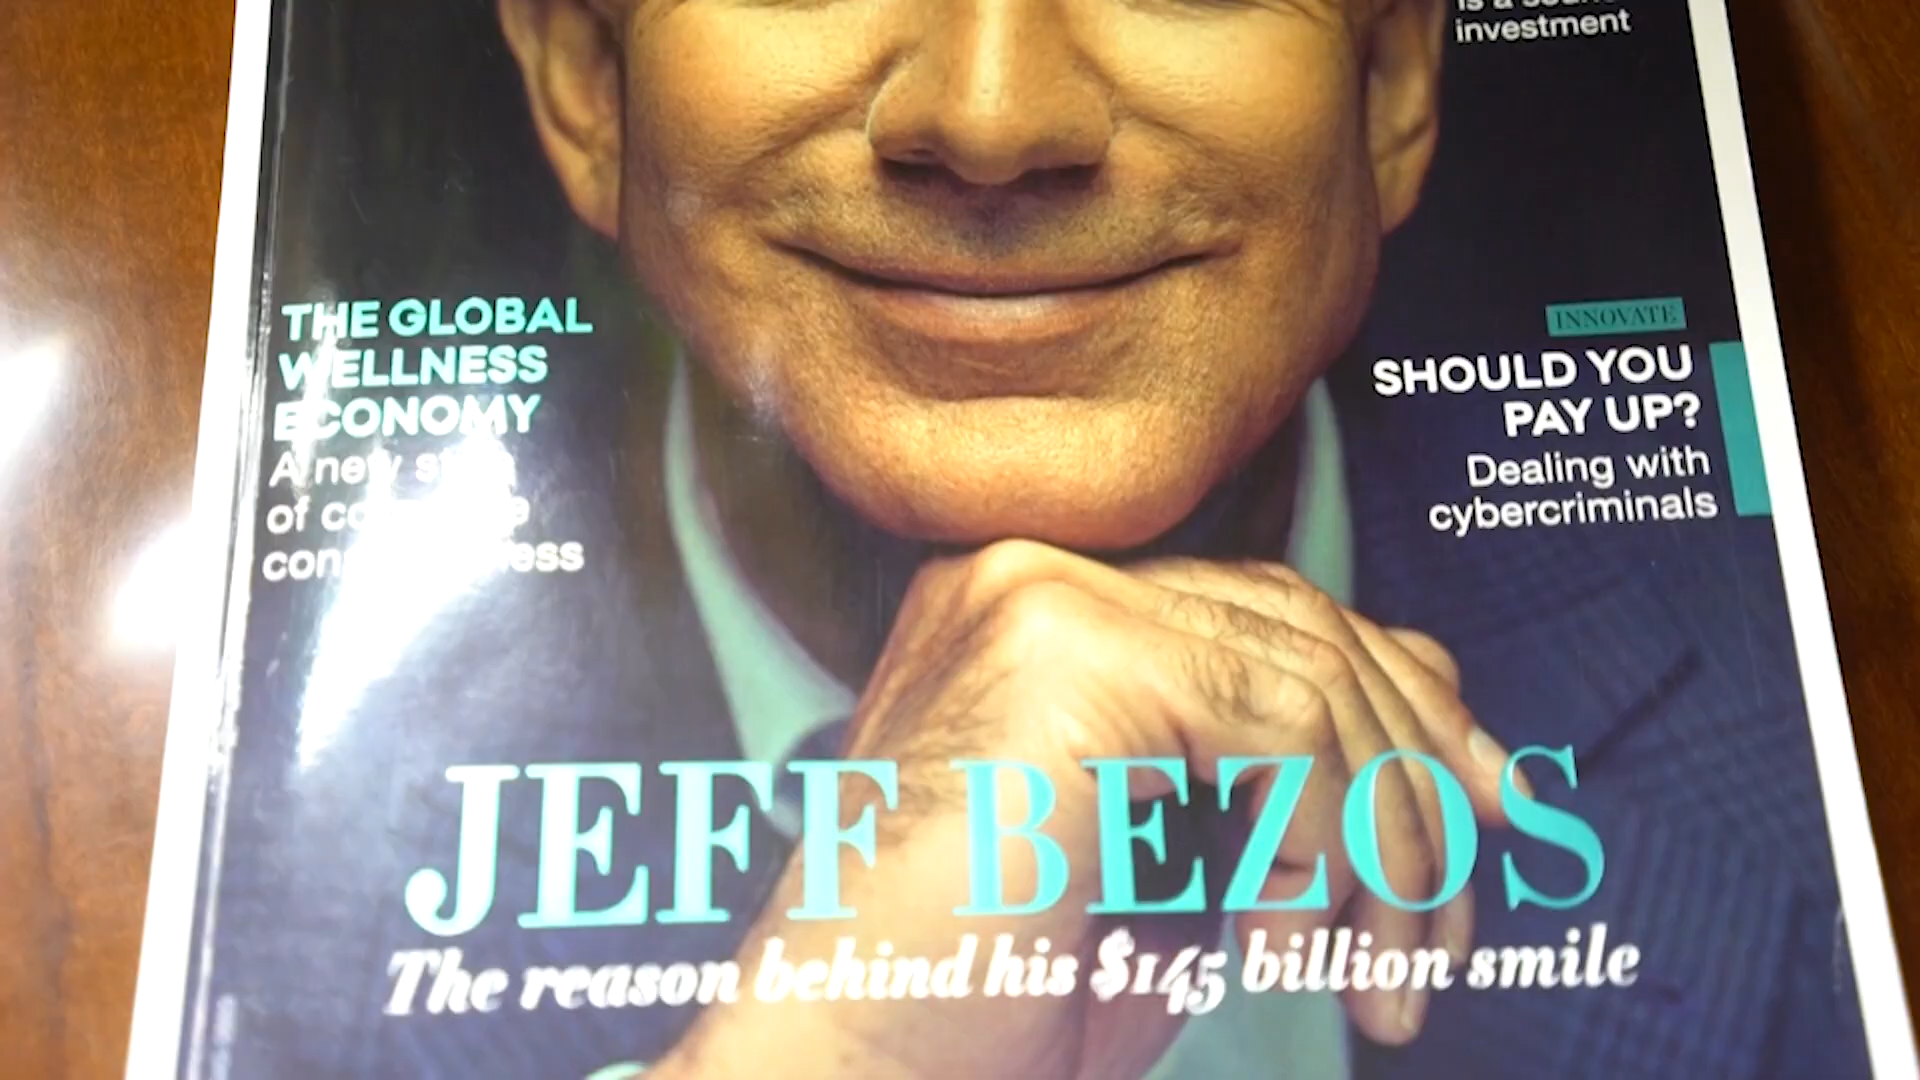 investment
THE GLOBAL
WELLNESS
ECONOMY
A new
of
INNOVATE
SHOULD YOU
PAY UP?
Dealing with
cybercriminals
JEFF BEZOS
The reason behind his $145 billion smile